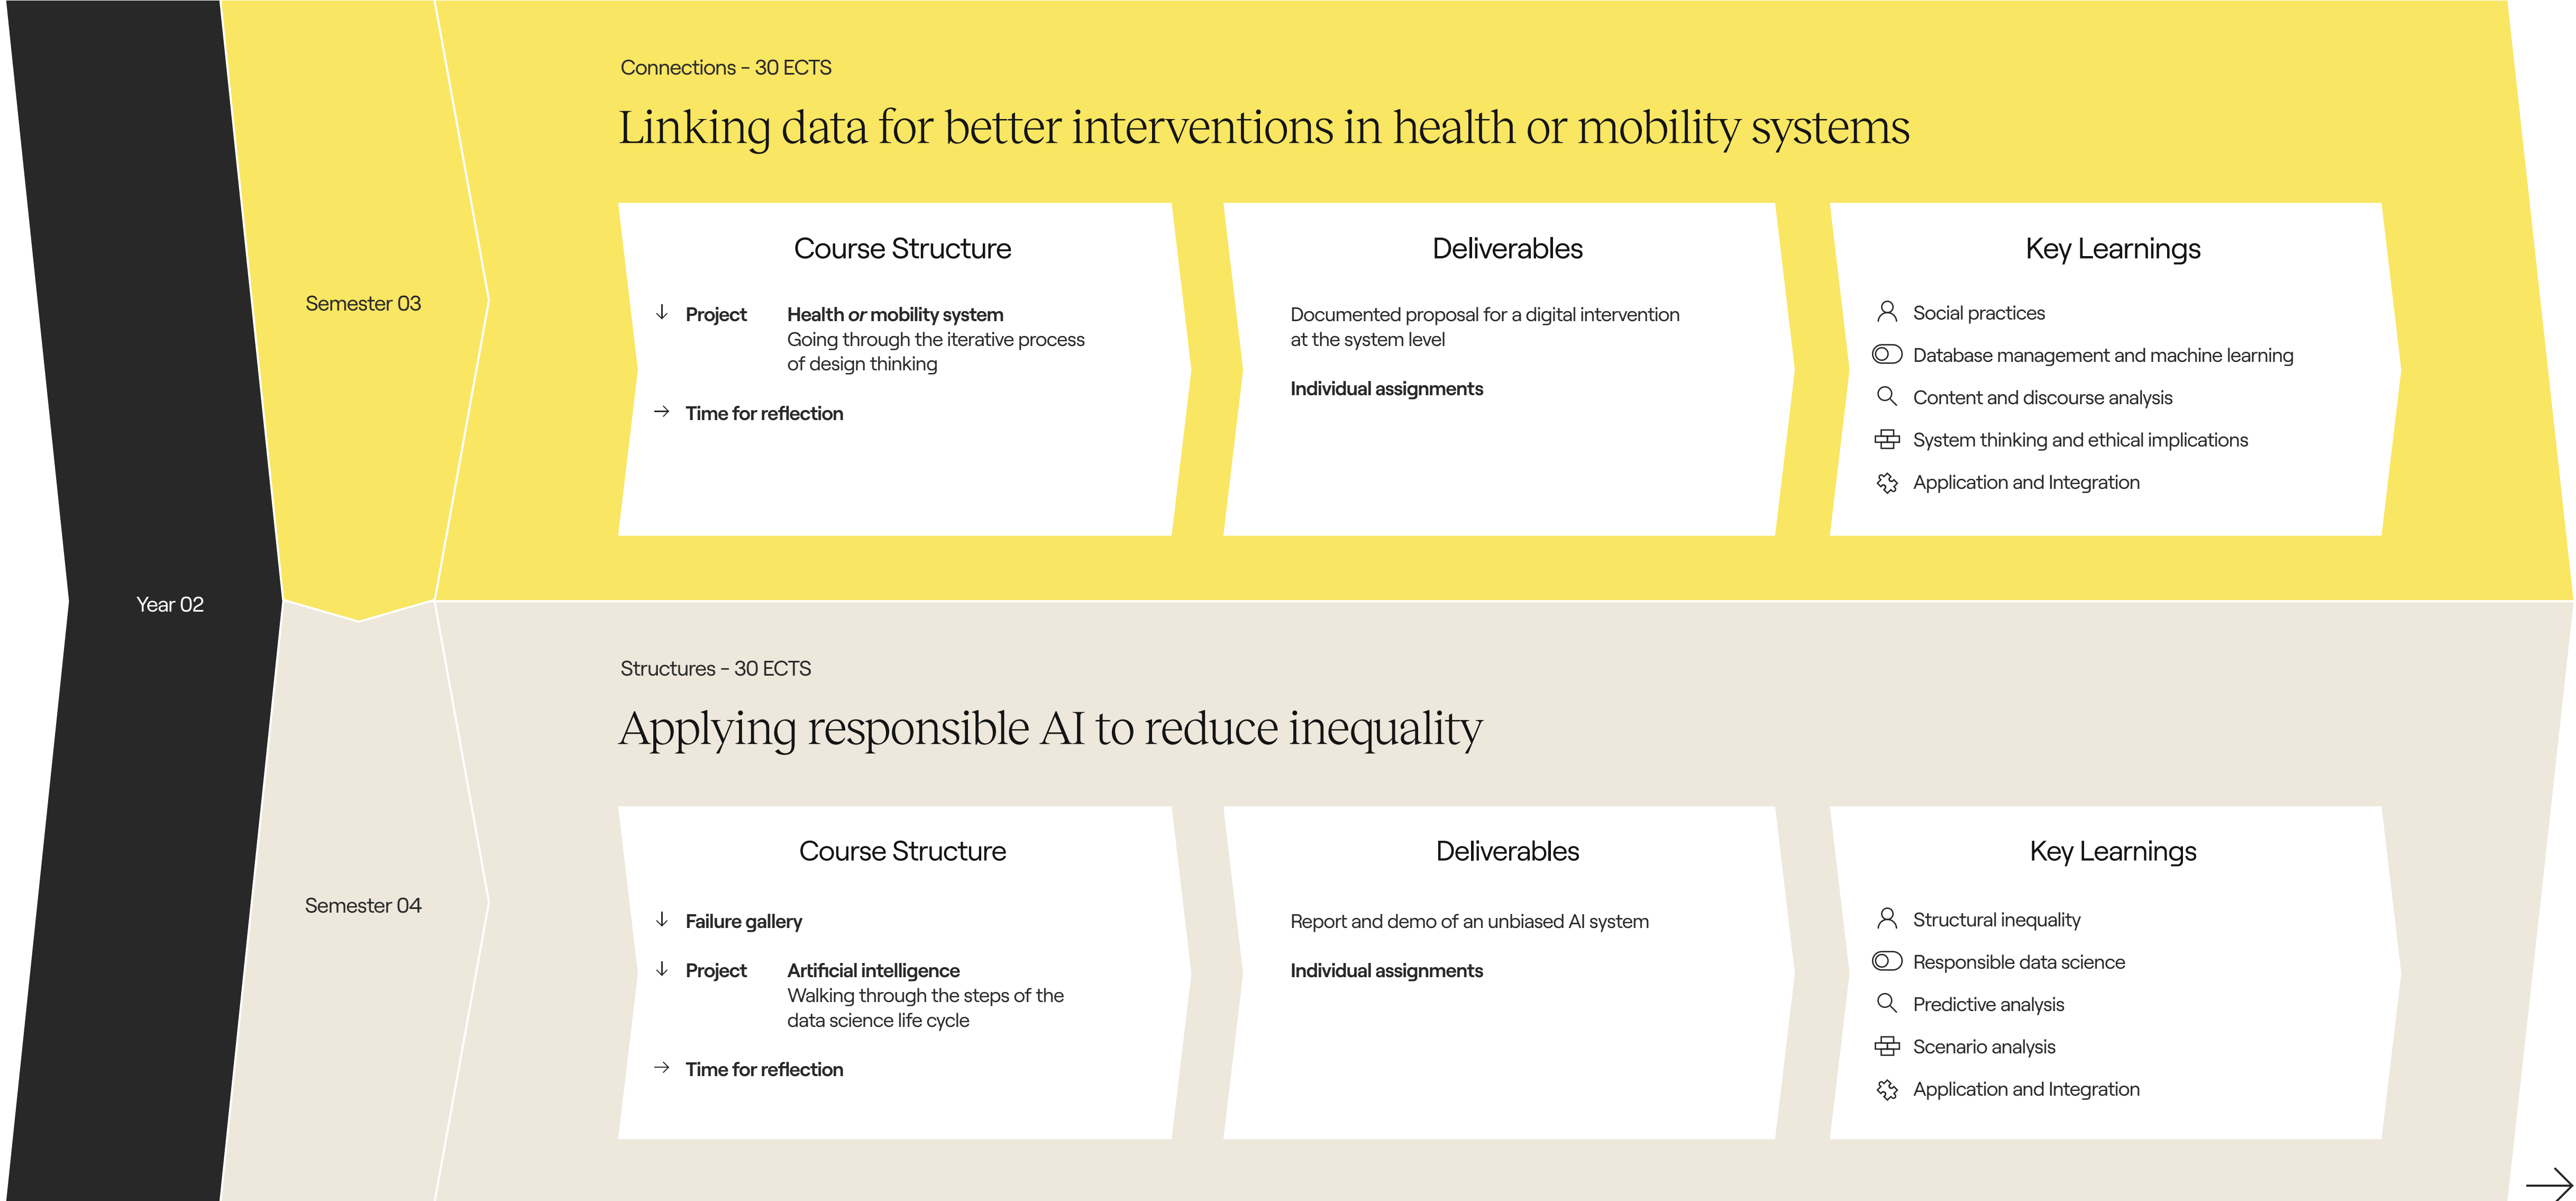 Year 02
Semester 03
Connections - 30 ECTS
Linking data for better interventions in health or mobility systems
Course Structure
↓ Project Health or mobility system
Going through the iterative process
of design thinking
→ Time for reflection
Deliverables
Documented proposal for a digital intervention
at the system level
Individual assignments
Key Learnings
Social practices
Database management and machine learning
Content and discourse analysis
System thinking and ethical implications
Application and Integration
Semester 04
Structures - 30 ECTS
Applying responsible AI to reduce inequality
Course Structure
↓ Failure gallery
↓ Project Artificial intelligence
Walking through the steps of the
data science life cycle
→ Time for reflection
Deliverables
Report and demo of an unbiased AI system
Individual assignments
Key Learnings
Structural inequality
Responsible data science
Predictive analysis
Scenario analysis
Application and Integration